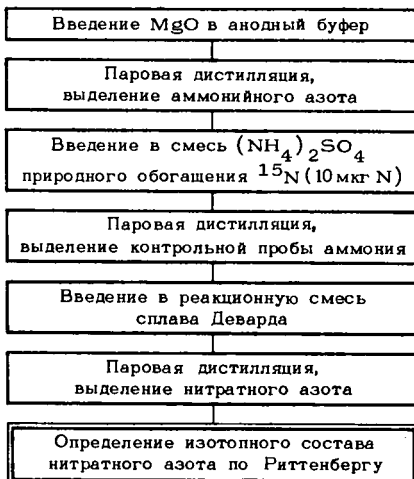 Введение MgO в анодный буфер
Паровая дистилляция,
выделение аммонийного азота
Введение в смесь (NH4)2SO4
природного обогащения 15N (10 мкг N)
Паровая дистилляция,
выделение контрольной пробы аммония
Введение в реакционную смесь
сплава Деварда
Паровая дистилляция,
выделение нитратного азота
Определение изотопного состава
нитратного азота по Риттенбергу